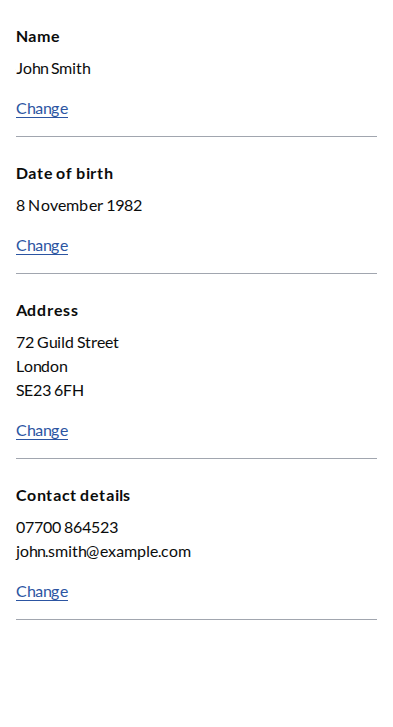 Name
John Smith
Change
Date of birth
8 November 1982
Change
Address
72 Guild Street
London
SE23 6FH
Change
Contact details
07700 864523
john.smith@example.com
Change